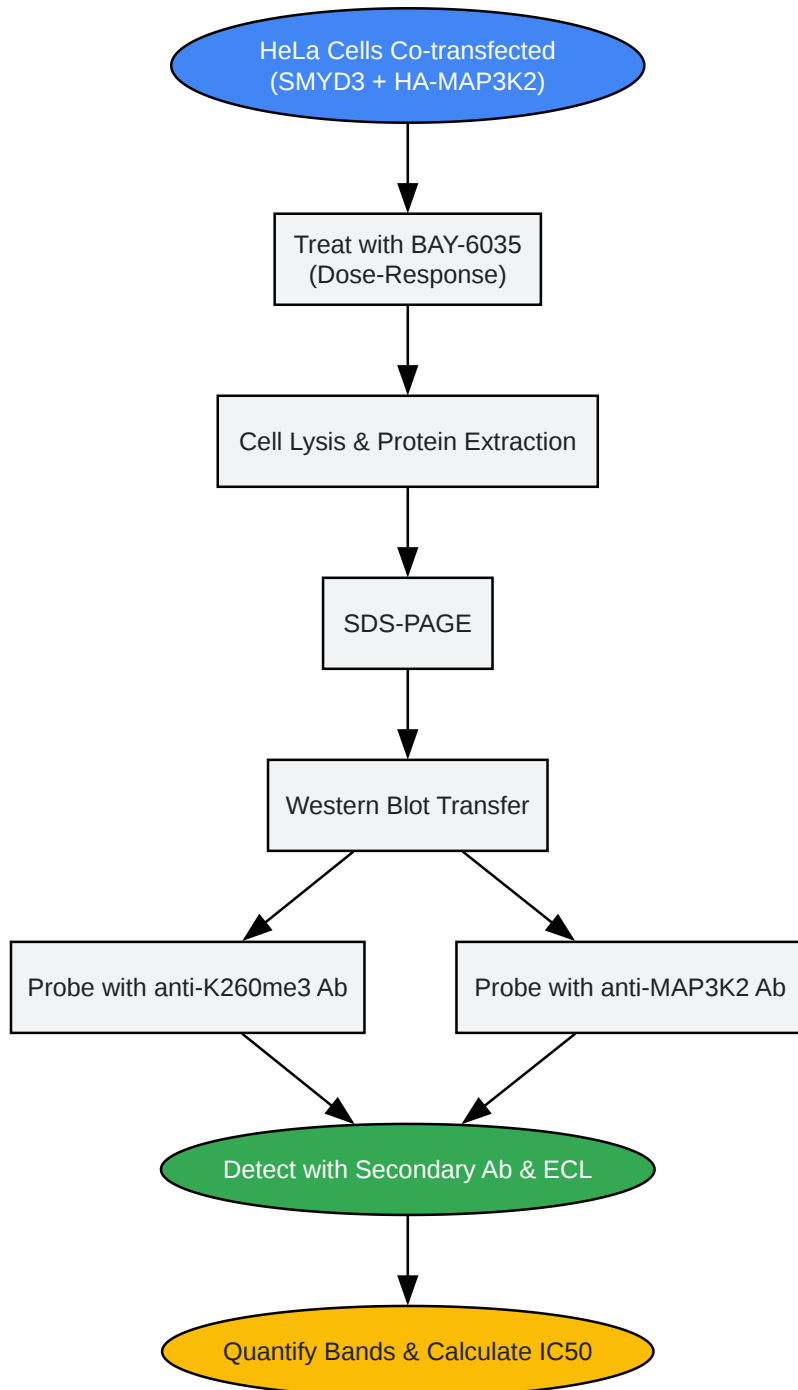 HeLa Cells Co-transfected
(SMYD3 + HA-MAP3K2)
Treat with BAY-6035
(Dose-Response)
Cell Lysis & Protein Extraction
SDS-PAGE
Western Blot Transfer
Probe with anti-K260me3 Ab
Probe with anti-MAP3K2 Ab
Detect with Secondary Ab & ECL
Quantify Bands & Calculate IC50